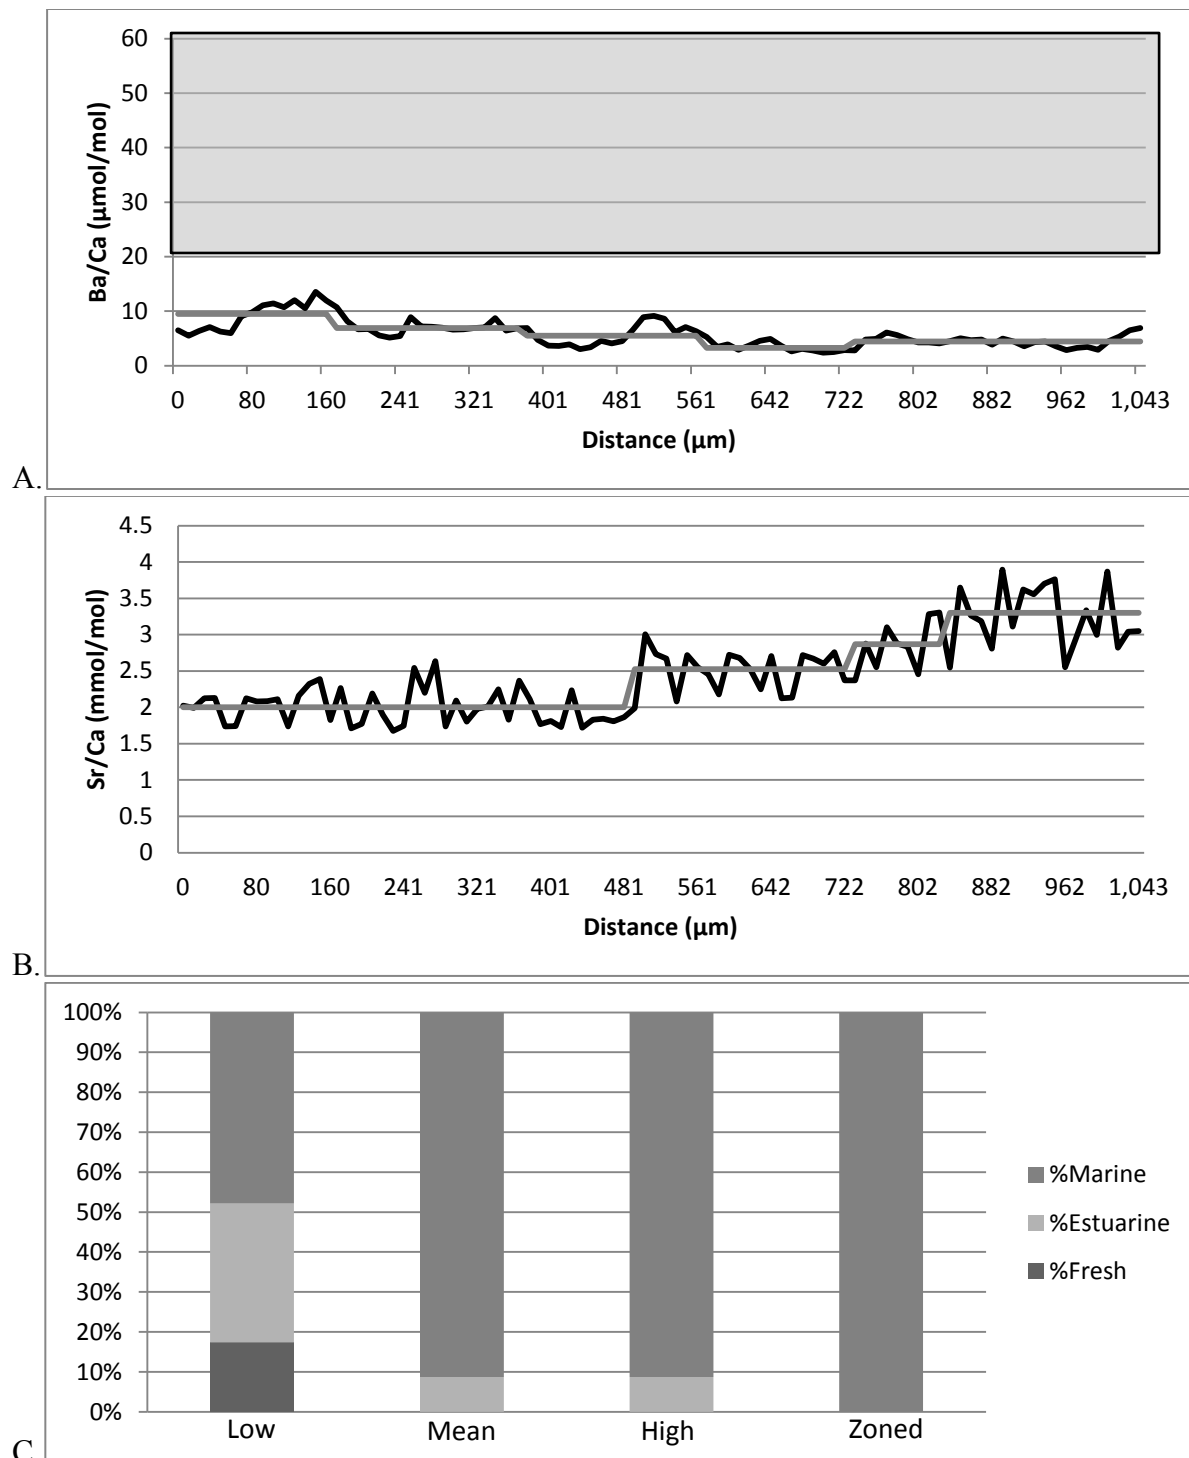 60
50
40
30
20
10
0
Ba/Ca (µmol/mol)
0 80 160 241 321 401 481 561 642 722 802 882 962 1,043
Distance (µm)
A.
4.5
4
3.5
3
2.5
2
1.5
1
0.5
0
Sr/Ca (mmol/mol)
0 80 160 241 321 401 481 561 642 722 802 882 962 1,043
Distance (µm)
B.
100%
90%
80%
70%
60%
50%
40%
30%
20%
10%
0%
Low Mean High Zoned
%Marine
%Estuarine
%Fresh
C